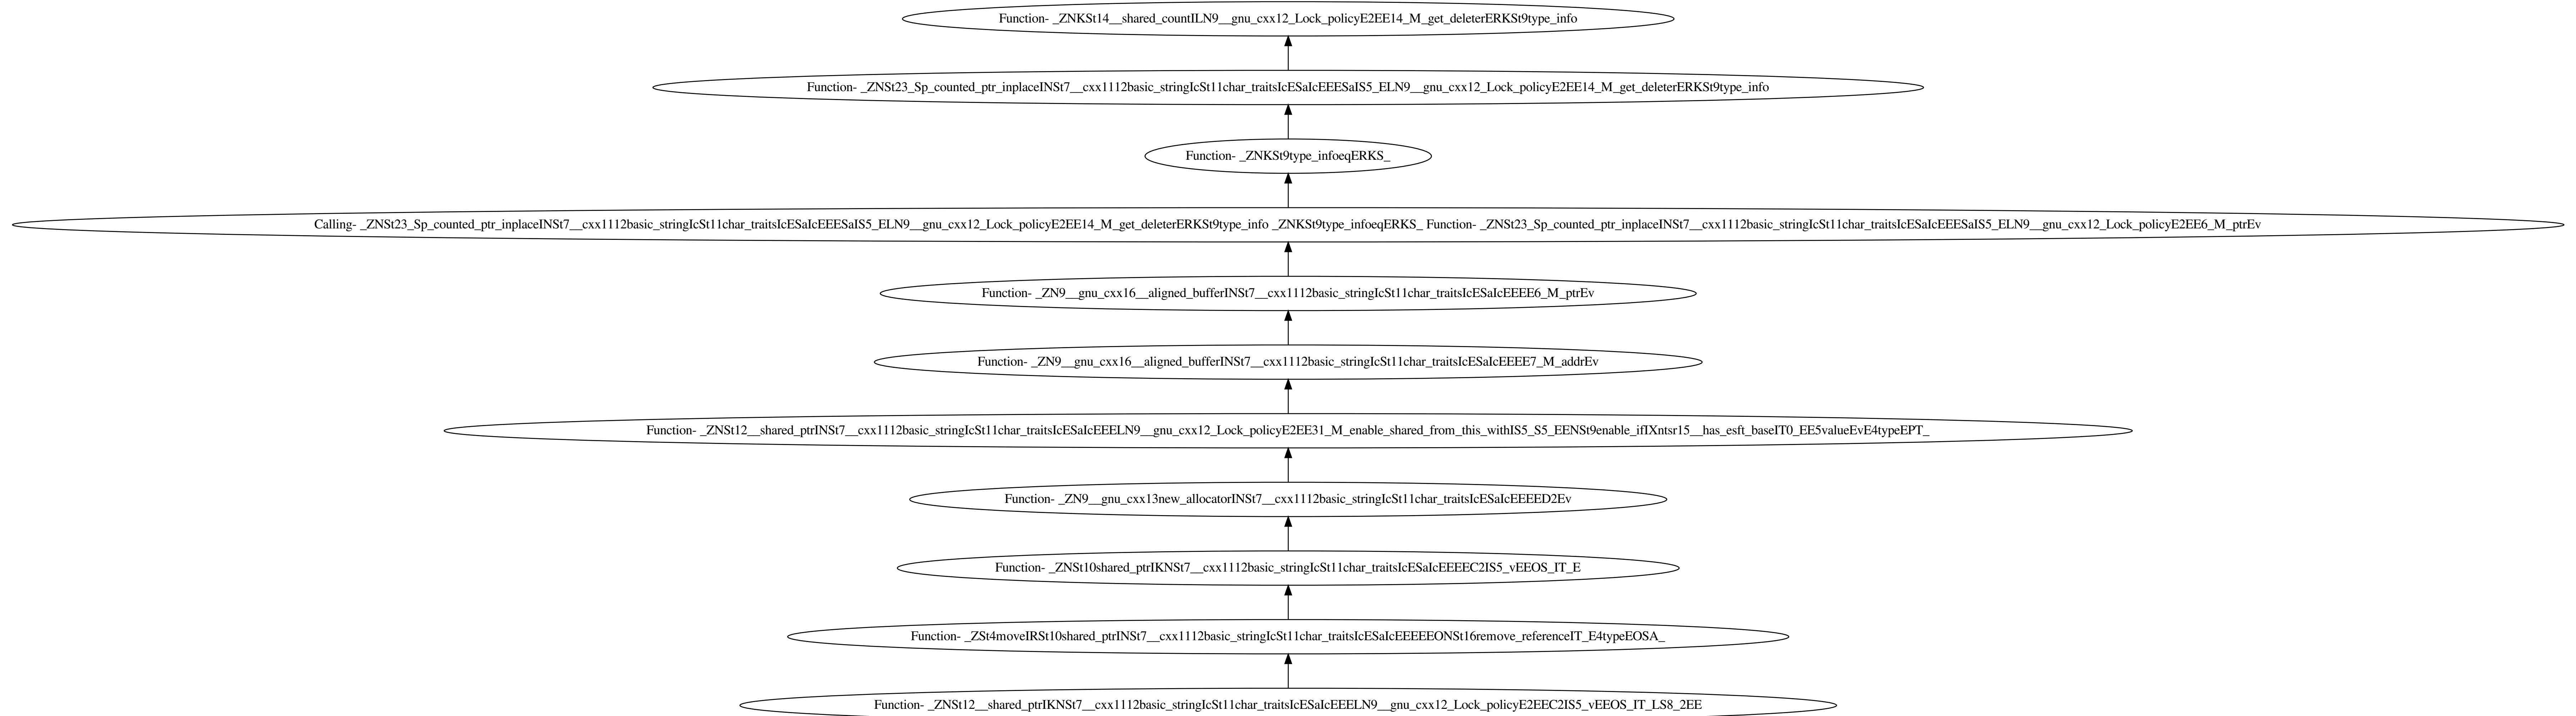 Function- _ZNKSt14__shared_countILN9__gnu_cxx12_Lock_policyE2EE14_M_get_deleterERKSt9type_info
Function- _ZNSt23_Sp_counted_ptr_inplaceINSt7__cxx1112basic_stringIcSt11char_traitsIcESaIcEEESaIS5_ELN9__gnu_cxx12_Lock_policyE2EE14_M_get_deleterERKSt9type_info
Function- _ZNKSt9type_infoeqERKS_
Calling- _ZNSt23_Sp_counted_ptr_inplaceINSt7__cxx1112basic_stringIcSt11char_traitsIcESaIcEEESaIS5_ELN9__gnu_cxx12_Lock_policyE2EE14_M_get_deleterERKSt9type_info _ZNKSt9type_infoeqERKS_ Function- _ZNSt23_Sp_counted_ptr_inplaceINSt7__cxx1112basic_stringIcSt11char_traitsIcESaIcEEESaIS5_ELN9__gnu_cxx12_Lock_policyE2EE6_M_ptrEv
Function- _ZN9__gnu_cxx16__aligned_bufferINSt7__cxx1112basic_stringIcSt11char_traitsIcESaIcEEEE6_M_ptrEv
Function- _ZN9__gnu_cxx16__aligned_bufferINSt7__cxx1112basic_stringIcSt11char_traitsIcESaIcEEEE7_M_addrEv
Function- _ZNSt12__shared_ptrINSt7__cxx1112basic_stringIcSt11char_traitsIcESaIcEEELN9__gnu_cxx12_Lock_policyE2EE31_M_enable_shared_from_this_withIS5_S5_EENSt9enable_ifIXntsr15__has_esft_baseIT0_EE5valueEvE4typeEPT_
Function- _ZN9__gnu_cxx13new_allocatorINSt7__cxx1112basic_stringIcSt11char_traitsIcESaIcEEEED2Ev
Function- _ZNSt10shared_ptrIKNSt7__cxx1112basic_stringIcSt11char_traitsIcESaIcEEEEC2IS5_vEEOS_IT_E
Function- _ZSt4moveIRSt10shared_ptrINSt7__cxx1112basic_stringIcSt11char_traitsIcESaIcEEEEEONSt16remove_referenceIT_E4typeEOSA_
Function- _ZNSt12__shared_ptrIKNSt7__cxx1112basic_stringIcSt11char_traitsIcESaIcEEELN9__gnu_cxx12_Lock_policyE2EEC2IS5_vEEOS_IT_LS8_2EE